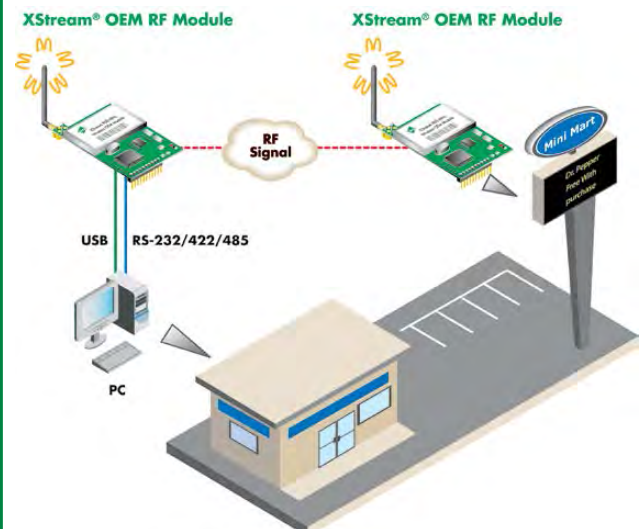 XStream® OEM RF Module
XStream® OEM RF Module
RF
Signal
Mini Mart
Dr. Pepper
Free With
purchase
USB
RS-232/422/485
PC